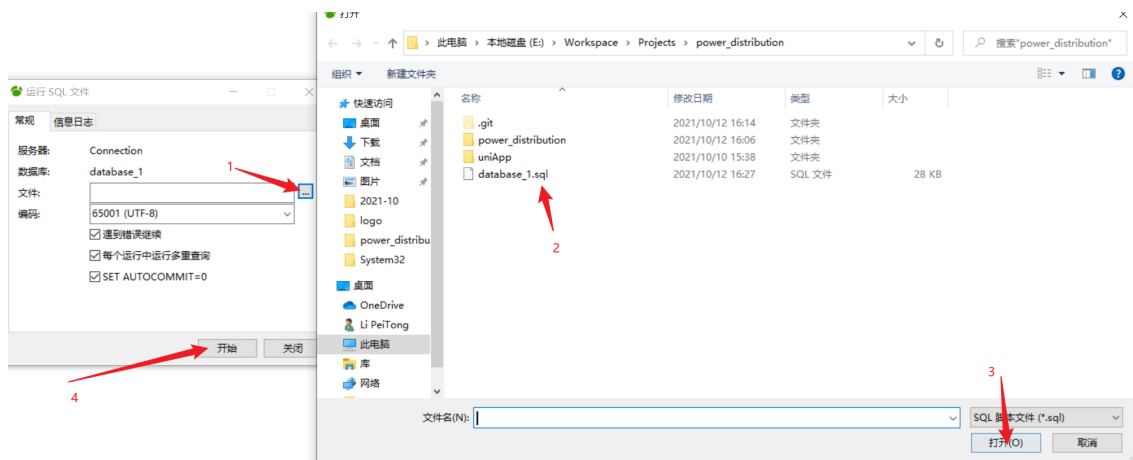 运行 SQL 文件
常规 信息日志
服务器: Connection
数据库: database_1
文件: ...
编码: 65001 (UTF-8)
遇到错误继续
每个运行中运行多重查询
SET AUTOCOMMIT=0
开始 关闭
1
4
打开
此电脑 › 本地磁盘 (E:) › Workspace › Projects › power_distribution
搜索"power_distribution"
组织 新建文件夹
快速访问
桌面
下载
文档
图片
2021-10
logo
power_distribu
System32
桌面
OneDrive
Li PeiTong
此电脑
库
网络
名称 修改日期 类型 大小
.git 2021/10/12 16:14 文件夹
power_distribution 2021/10/12 16:06 文件夹
uniApp 2021/10/10 15:38 文件夹
database_1.sql 2021/10/12 16:27 SQL 文件 28 KB
2
3
文件名(N): SQL 脚本文件 (*.sql)
打开(O) 取消